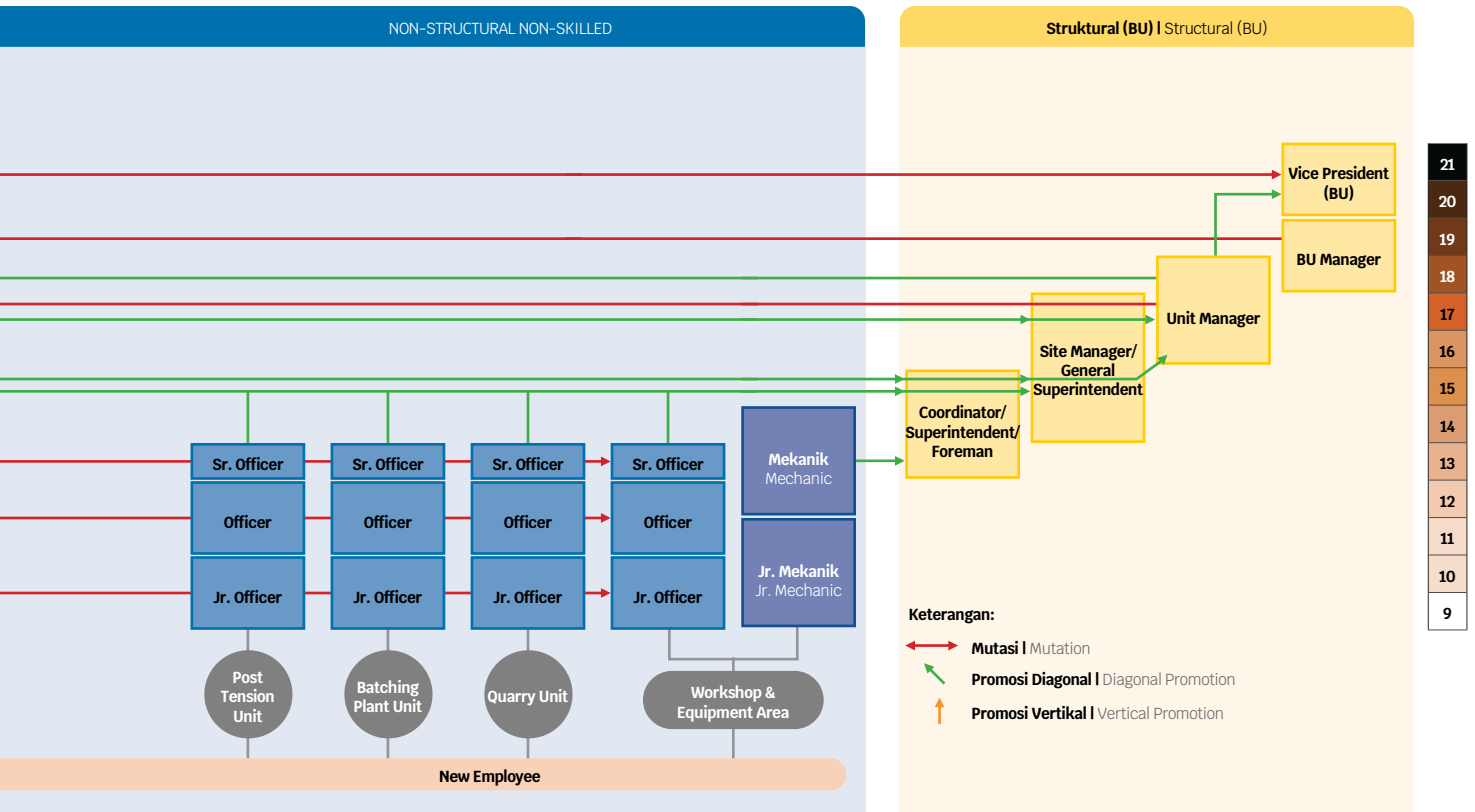 NON-STRUCTURAL NON-SKILLED
Struktural (BU) | Structural (BU)
Vice President
(BU)
BU Manager
Unit Manager
Site Manager/
General
Superintendent
Coordinator/
Superintendent/
Foreman
21
20
19
18
17
16
15
14
13
12
11
10
9
Sr. Officer
Sr. Officer
Sr. Officer
Sr. Officer
Mekanik
Mechanic
Officer
Officer
Officer
Officer
Jr. Officer
Jr. Officer
Jr. Officer
Jr. Officer
Jr. Mekanik
Jr. Mechanic
Post
Tension
Unit
Batching
Plant Unit
Quarry Unit
Workshop &
Equipment Area
New Employee
Keterangan:
Mutasi | Mutation
Promosi Diagonal | Diagonal Promotion
Promosi Vertikal | Vertical Promotion